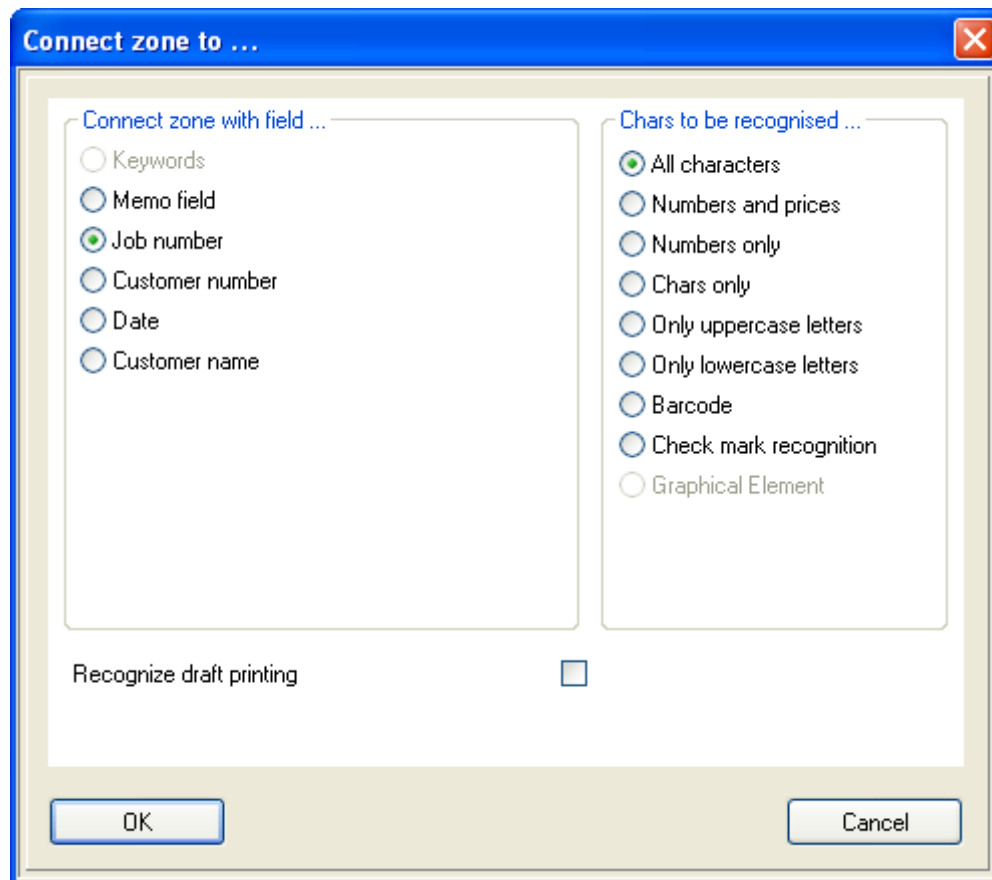 Connect zone to ...
Connect zone with field ...
Keywords
Memo field
Job number
Customer number
Date
Customer name
Chars to be recognised ...
All characters
Numbers and prices
Numbers only
Chars only
Only uppercase letters
Only lowercase letters
Barcode
Check mark recognition
Graphical Element
Recognize draft printing
OK
Cancel